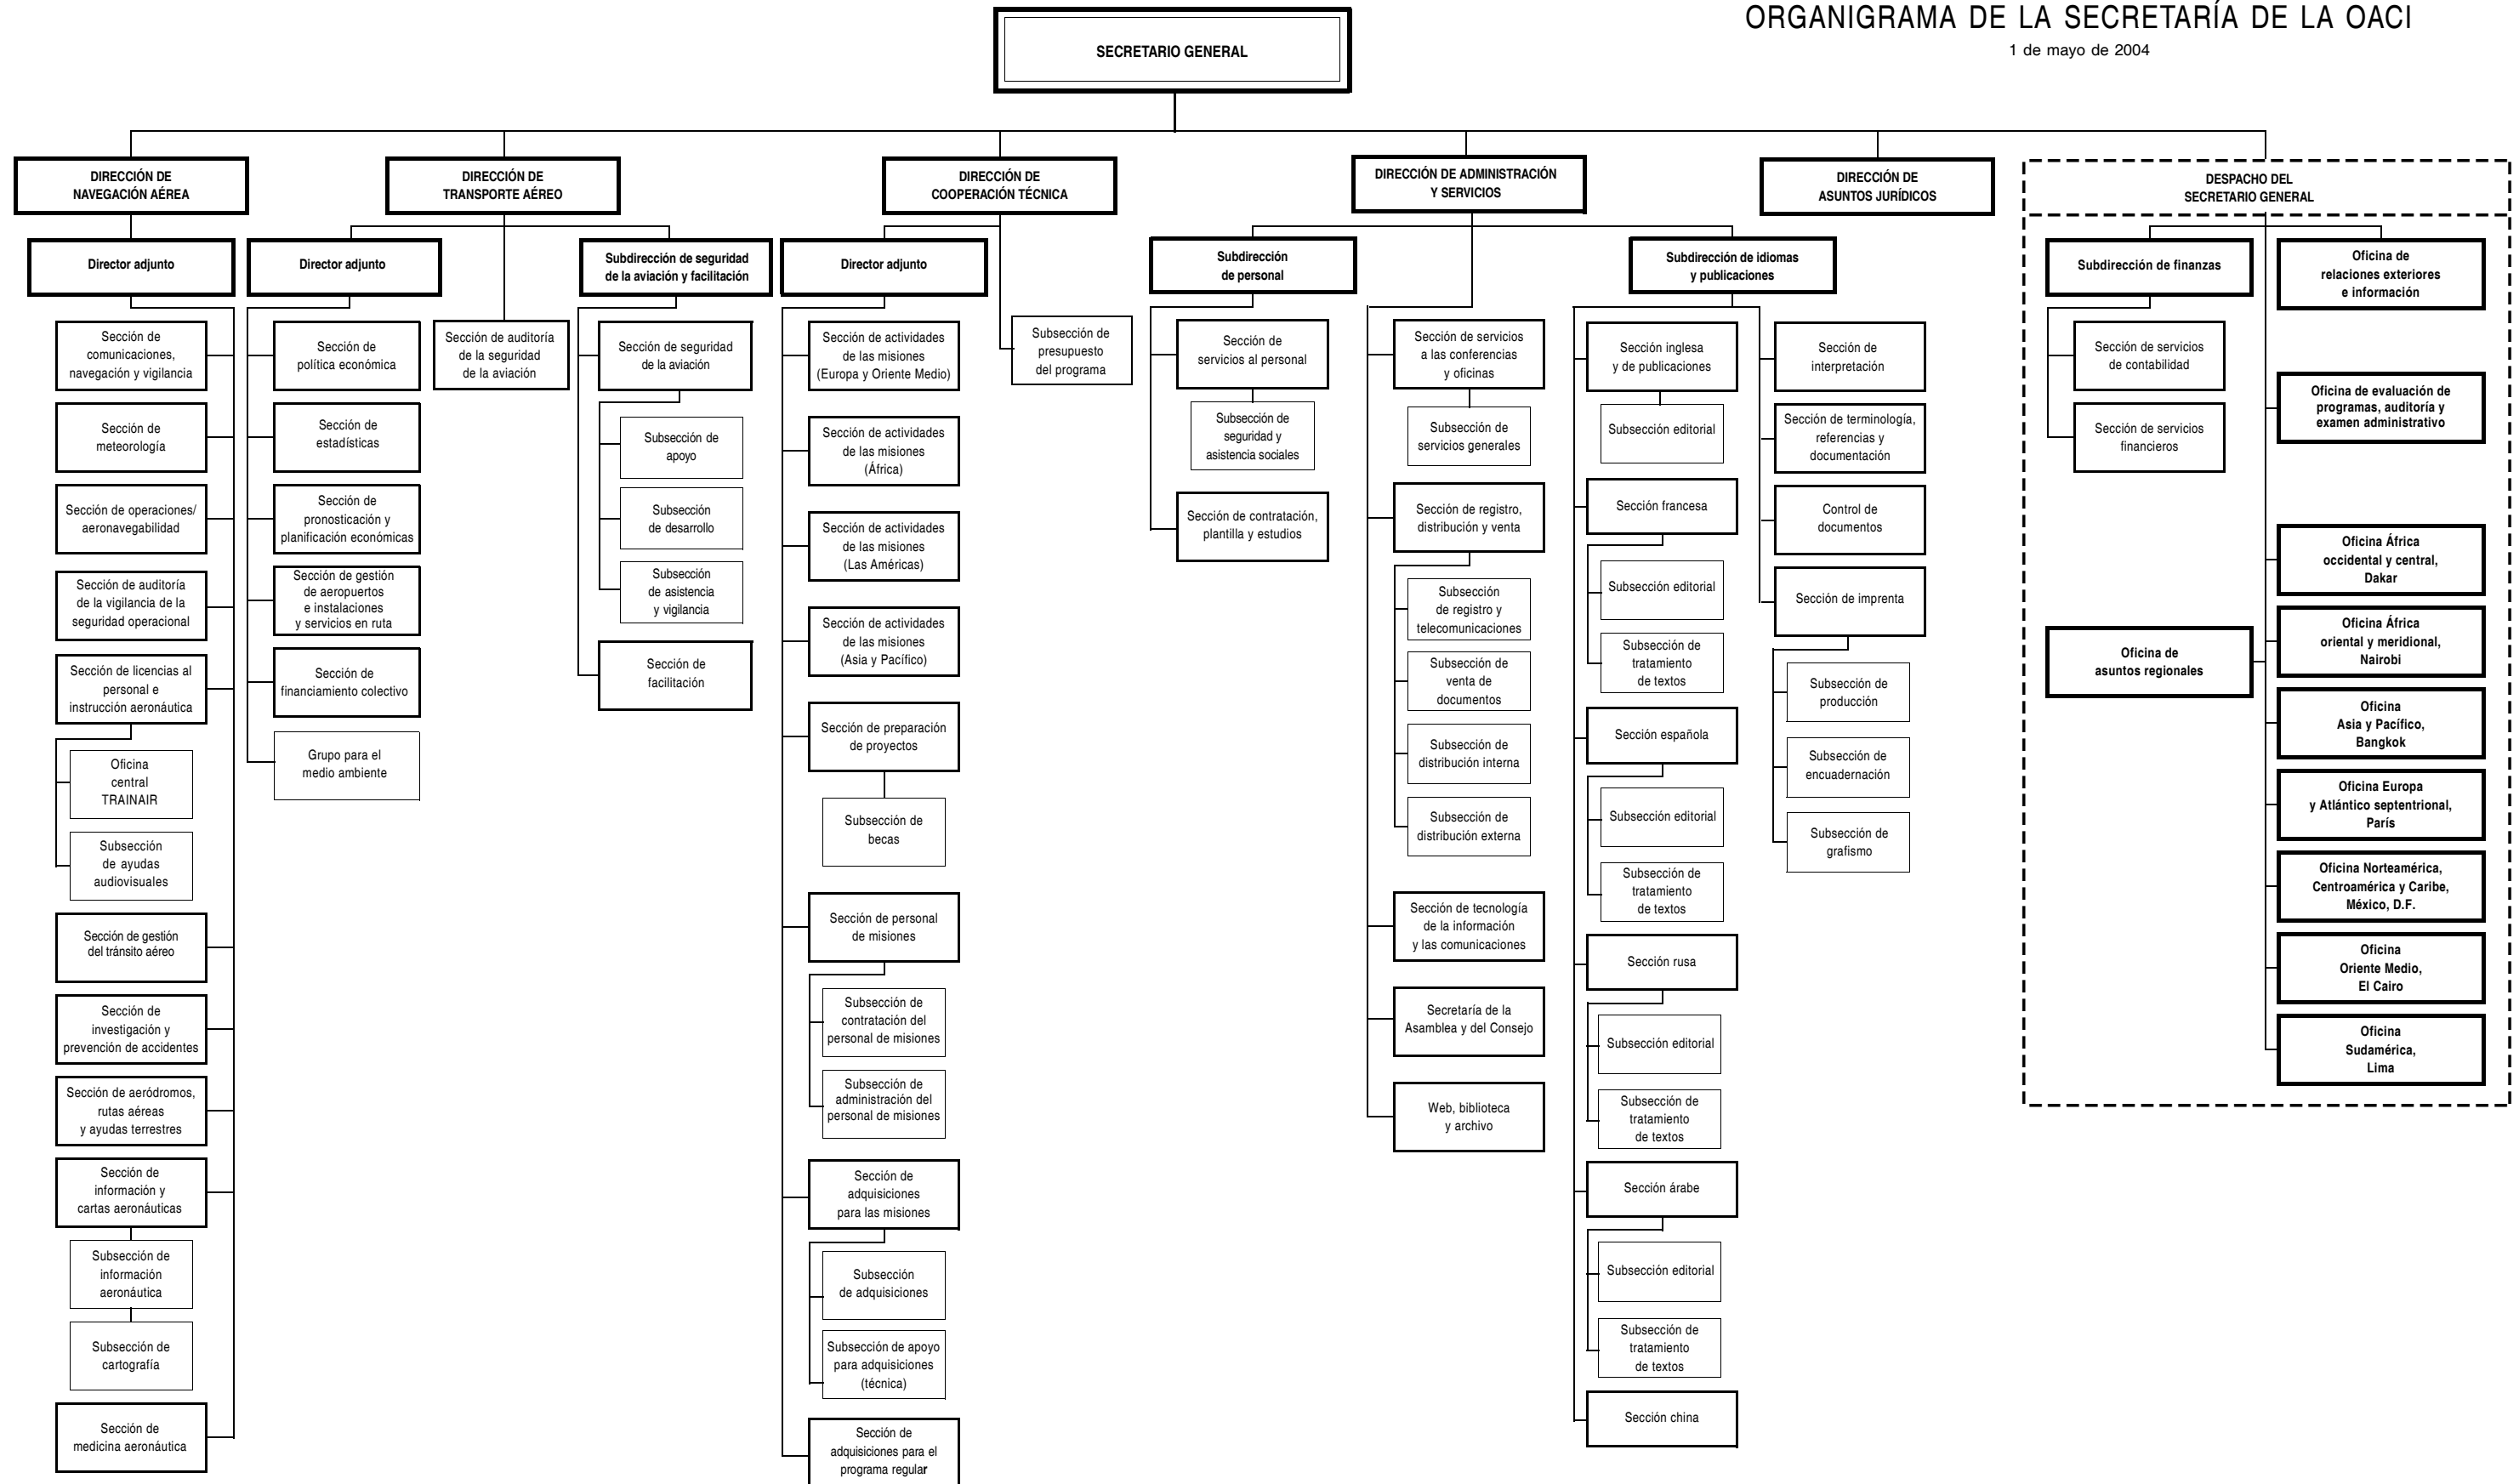 ORGANIGRAMA DE LA SECRETARÍA DE LA OACI
1 de mayo de 2004
SECRETARIO GENERAL
DIRECCIÓN DE
NAVEGACIÓN AÉREA
Director adjunto
Sección de
comunicaciones,
navegación y vigilancia
Sección de
meteorología
Sección de operaciones/
aeronavegabilidad
Sección de auditoría
de la vigilancia de la
seguridad operacional
Sección de licencias al
personal e
instrucción aeronáutica
Oficina
central
TRAINAIR
Subsección
de ayudas
audiovisuales
Sección de gestión
del tránsito aéreo
Sección de
investigación y
prevención de accidentes
Sección de aeródromos,
rutas aéreas
y ayudas terrestres
Sección de
información y
cartas aeronáuticas
Subsección de
información
aeronáutica
Subsección de
cartografía
Sección de
medicina aeronáutica
DIRECCIÓN DE
TRANSPORTE AÉREO
Director adjunto
Sección de
política económica
Sección de
estadísticas
Sección de
pronosticación y
planificación económicas
Sección de gestión
de aeropuertos
e instalaciones
y servicios en ruta
Sección de
financiamiento colectivo
Grupo para el
medio ambiente
Sección de auditoría
de la seguridad
de la aviación
Subdirección de seguridad
de la aviación y facilitación
Sección de seguridad
de la aviación
Subsección de
apoyo
Subsección
de desarrollo
Subsección
de asistencia
y vigilancia
Sección de
facilitación
DIRECCIÓN DE
COOPERACIÓN TÉCNICA
Director adjunto
Sección de actividades
de las misiones
(Europa y Oriente Medio)
Sección de actividades
de las misiones
(África)
Sección de actividades
de las misiones
(Las Américas)
Sección de actividades
de las misiones
(Asia y Pacífico)
Sección de preparación
de proyectos
Subsección de
becas
Sección de personal
de misiones
Subsección de
contratación del
personal de misiones
Subsección de
administración del
personal de misiones
Sección de
adquisiciones
para las misiones
Subsección
de adquisiciones
Subsección de apoyo
para adquisiciones
(técnica)
Sección de
adquisiciones para el
programa regular
Subsección de
presupuesto
del programa
DIRECCIÓN DE ADMINISTRACIÓN
Y SERVICIOS
Subdirección
de personal
Sección de
servicios al personal
Subsección de
seguridad y
asistencia sociales
Sección de contratación,
plantilla y estudios
Sección de servicios
a las conferencias
y oficinas
Subsección de
servicios generales
Sección de registro,
distribución y venta
Subsección
de registro y
telecomunicaciones
Subsección de
venta de
documentos
Subsección de
distribución interna
Subsección de
distribución externa
Sección de tecnología
de la información
y las comunicaciones
Secretaría de la
Asamblea y del Consejo
Web, biblioteca
y archivo
Subdirección de idiomas
y publicaciones
Sección inglesa
y de publicaciones
Subsección editorial
Sección francesa
Subsección editorial
Subsección de
tratamiento
de textos
Sección española
Subsección editorial
Subsección de
tratamiento
de textos
Sección rusa
Subsección editorial
Subsección de
tratamiento
de textos
Sección árabe
Subsección editorial
Subsección de
tratamiento
de textos
Sección china
Sección de
interpretación
Sección de terminología,
referencias y
documentación
Control de
documentos
Sección de imprenta
Subsección de
producción
Subsección de
encuadernación
Subsección de
grafismo
DIRECCIÓN DE
ASUNTOS JURÍDICOS
DESPACHO DEL
SECRETARIO GENERAL
Subdirección de finanzas
Sección de servicios
de contabilidad
Sección de servicios
financieros
Oficina de
asuntos regionales
Oficina de
relaciones exteriores
e información
Oficina de evaluación de
programas, auditoría y
examen administrativo
Oficina África
occidental y central,
Dakar
Oficina África
oriental y meridional,
Nairobi
Oficina
Asia y Pacífico,
Bangkok
Oficina Europa
y Atlántico septentrional,
París
Oficina Norteamérica,
Centroamérica y Caribe,
México, D.F.
Oficina
Oriente Medio,
El Cairo
Oficina
Sudamérica,
Lima